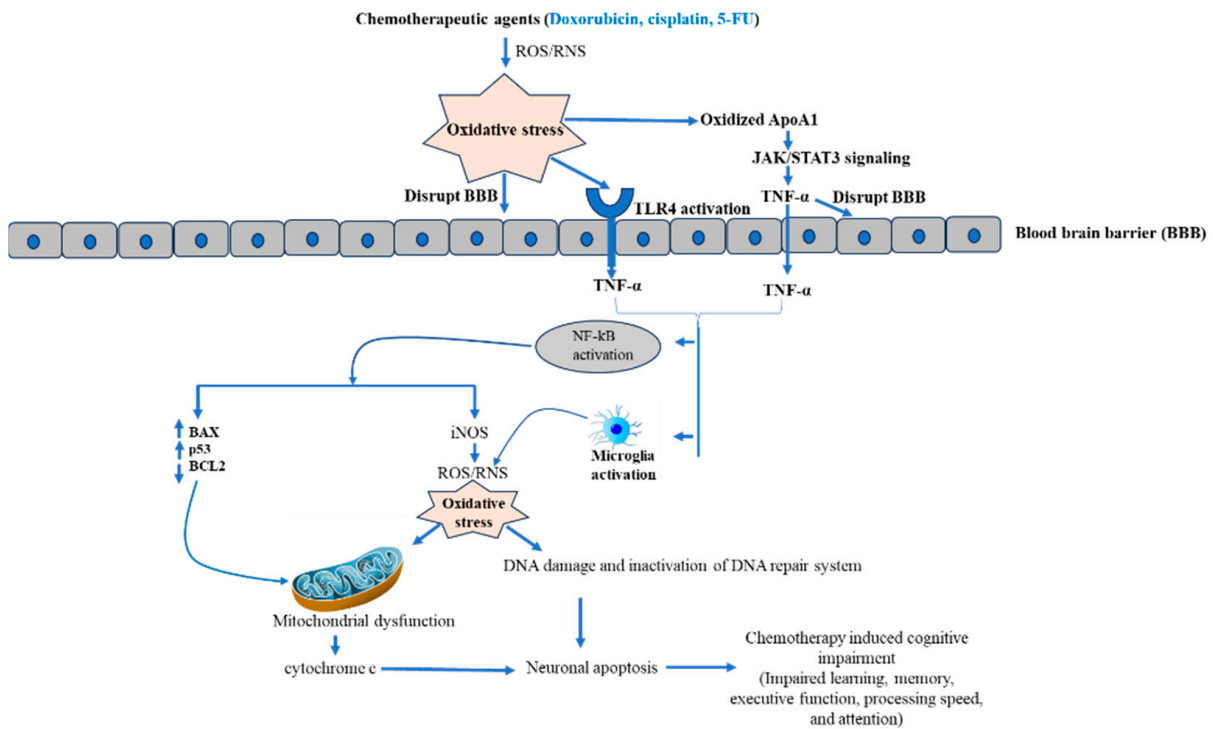 Chemotherapeutic agents (Doxorubicin, cisplatin, 5-FU)
ROS/RNS
Oxidative stress
Oxidized ApoA1
JAK/STAT3 signaling
TNF-α
Disrupt BBB
Disrupt BBB
TLR4 activation
Blood brain barrier (BBB)
TNF-α
TNF-α
NF-kB
activation
BAX
p53
BCL2
iNOS
ROS/RNS
Microglia
activation
Oxidative
stress
DNA damage and inactivation of DNA repair system
Mitochondrial dysfunction
cytochrome c
Neuronal apoptosis
Chemotherapy induced cognitive
impairment
(Impaired learning, memory,
executive function, processing speed,
and attention)